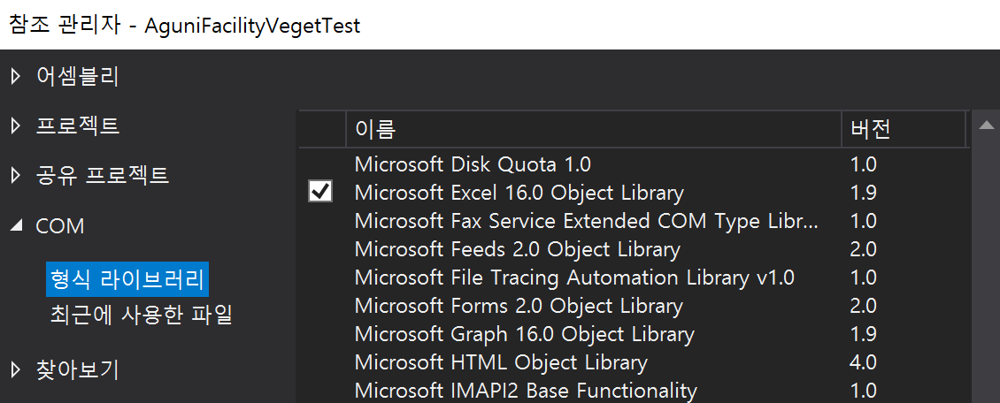 참조 관리자 - AguniFacilityVegetTest
어셈블리
프로젝트
공유 프로젝트
COM
형식 라이브러리
최근에 사용한 파일
찾아보기
이름 버전
Microsoft Disk Quota 1.0 1.0
Microsoft Excel 16.0 Object Library 1.9
Microsoft Fax Service Extended COM Type Libr... 1.0
Microsoft Feeds 2.0 Object Library 2.0
Microsoft File Tracing Automation Library v1.0 1.0
Microsoft Forms 2.0 Object Library 2.0
Microsoft Graph 16.0 Object Library 1.9
Microsoft HTML Object Library 4.0
Microsoft IMAPI2 Base Functionality 1.0